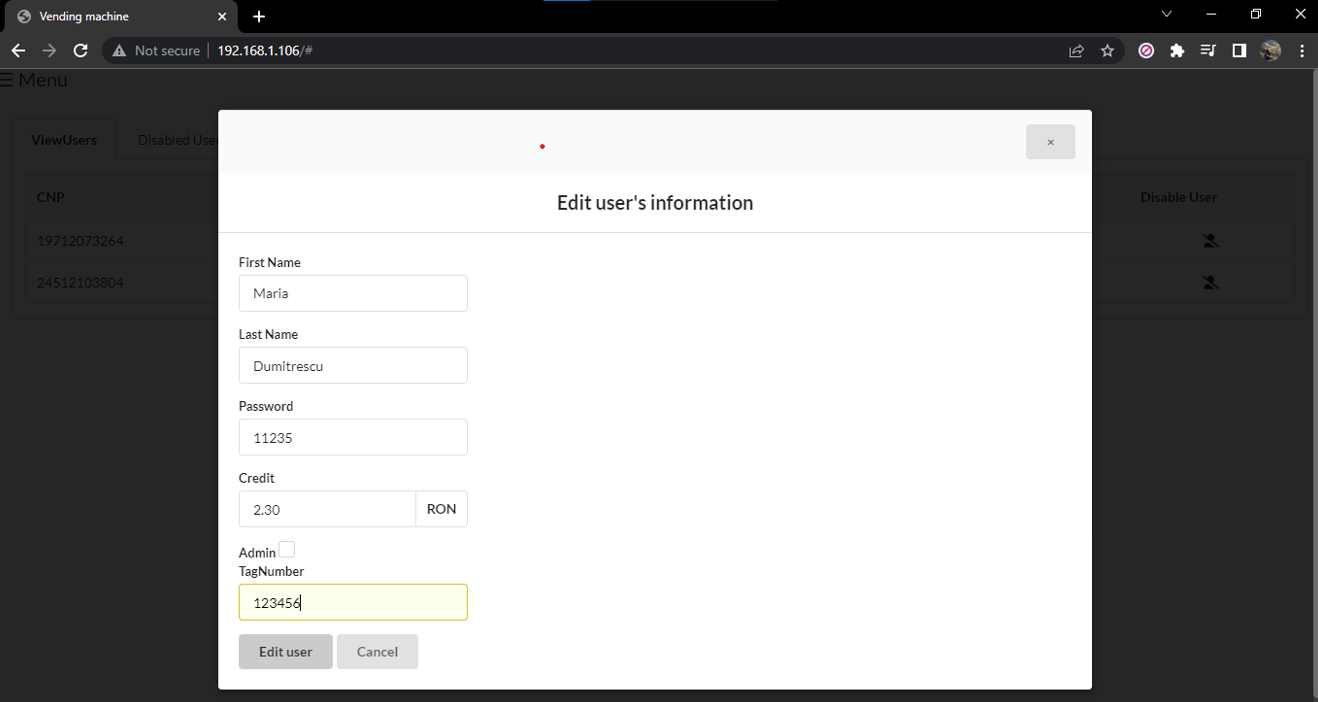 Vending machine
Not secure 192.168.1.106/#
Menu
ViewUsers Disabled User
×
CNP Disable User
Edit user's information
19712073264
First Name
24512103804
Maria
Last Name
Dumitrescu
Password
11235
Credit
2.30 RON
Admin
TagNumber
123456
Edit user Cancel